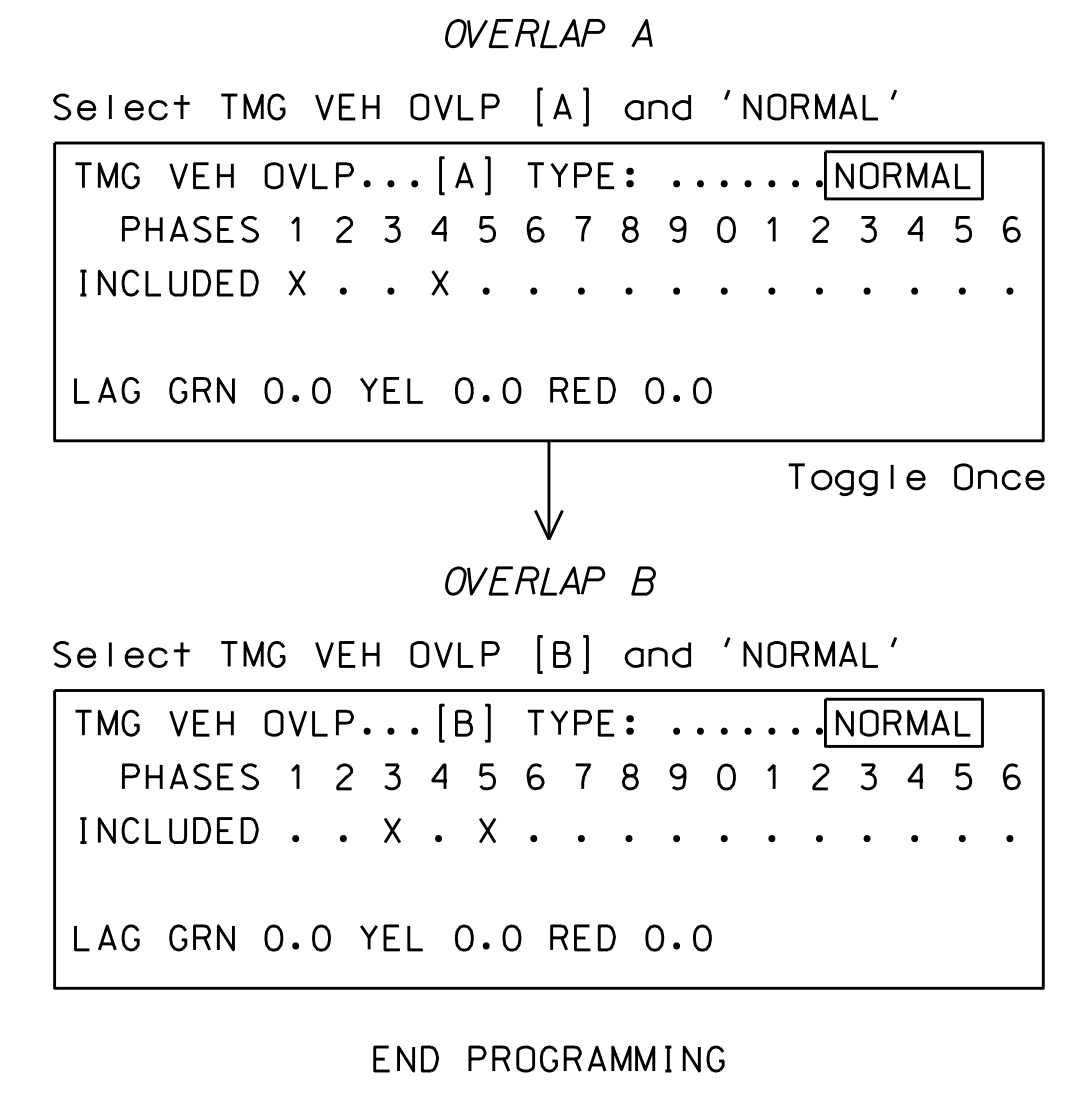 OVERLAP A
Select TMG VEH OVLP [A] and 'NORMAL'
TMG VEH OVLP...[A] TYPE: .......NORMAL
PHASES 1 2 3 4 5 6 7 8 9 0 1 2 3 4 5 6
INCLUDED X . . X . . . . . . . . . . . .
LAG GRN 0.0 YEL 0.0 RED 0.0
Toggle Once
OVERLAP B
Select TMG VEH OVLP [B] and 'NORMAL'
TMG VEH OVLP...[B] TYPE: .......NORMAL
PHASES 1 2 3 4 5 6 7 8 9 0 1 2 3 4 5 6
INCLUDED . . X . X . . . . . . . . . . .
LAG GRN 0.0 YEL 0.0 RED 0.0
END PROGRAMMING